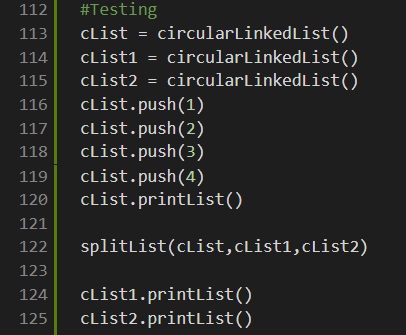 112 #Testing
113 cList = circularLinkedList()
114 cList1 = circularLinkedList()
115 cList2 = circularLinkedList()
116 cList.push(1)
117 cList.push(2)
118 cList.push(3)
119 cList.push(4)
120 cList.printList()
121
122 splitList(cList,cList1,cList2)
123
124 cList1.printList()
125 cList2.printList()